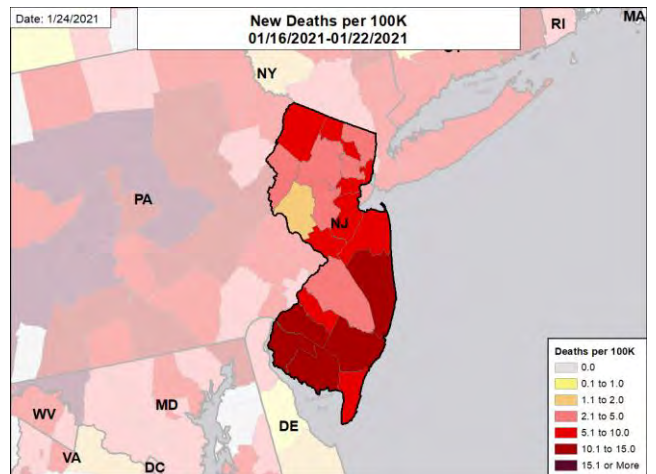 Date: 1/24/2021
New Deaths per 100K
01/16/2021-01/22/2021
RI
MA
NY
PA
NJ
MD
DE
WV
VA
DC
Deaths per 100K
0.0
0.1 to 1.0
1.1 to 2.0
2.1 to 5.0
5.1 to 10.0
10.1 to 15.0
15.1 or More